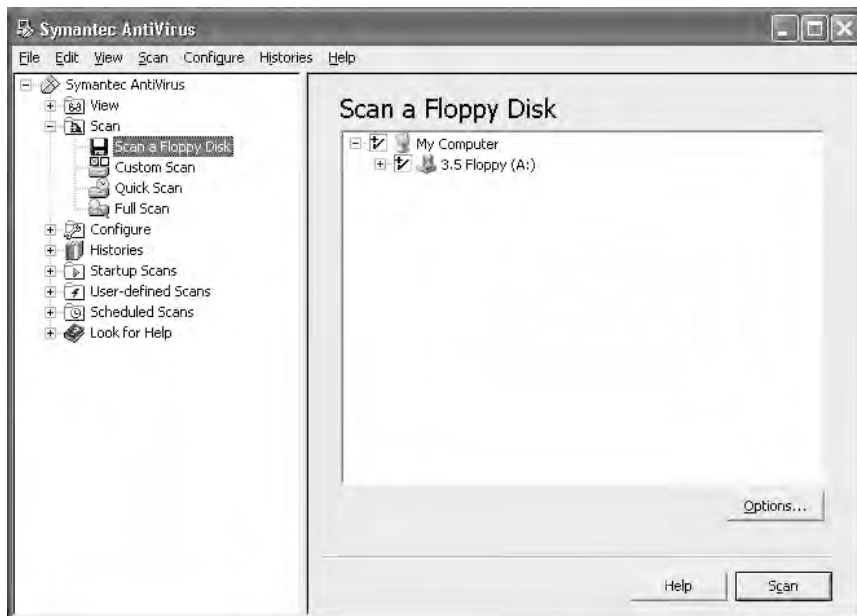 Symantec AntiVirus
File Edit View Scan Configure Histories Help
Symantec AntiVirus
View
Scan
Scan a Floppy Disk
Custom Scan
Quick Scan
Full Scan
Configure
Histories
Startup Scans
User-defined Scans
Scheduled Scans
Look for Help
Scan a Floppy Disk
My Computer
3.5 Floppy (A:)
Options...
Help
Scan